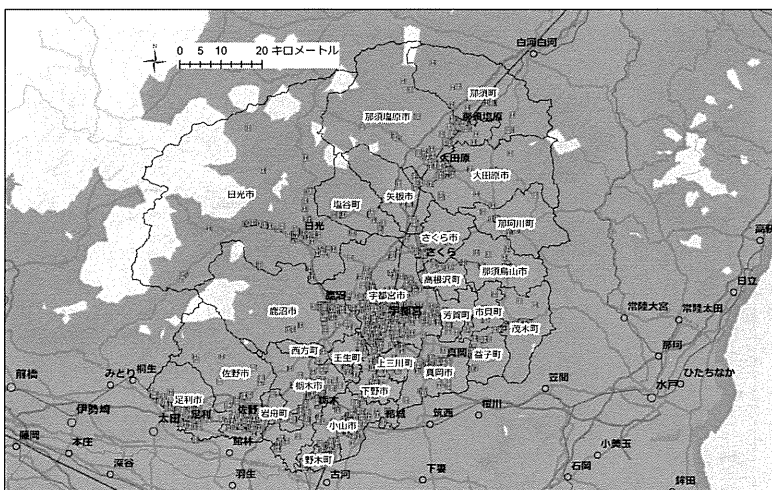 白河白河
N
0 5 10 20 キロメートル
那須町
那須塩原市
那須塩原
大田原
大田原市
日光市
塩谷町
矢板市
那珂川町
日光
さくら市
さくら
高萩
高根沢町
那須烏山市
鹿沼
宇都宮市
宇都宮
日立
鹿沼市
芳賀町
市貝町
茂木町
常陸大宮
常陸太田
西方町
壬生町
上三川町
真岡
益子町
那珂
前橋
みどり
桐生
佐野市
栃木市
栃木
下野市
真岡市
笠間
水戸
ひたちなか
足利市
足利
佐野
岩舟町
結城
筑西
桜川
伊勢崎
太田
小山市
藤岡
本庄
館林
野木町
小美玉
深谷
羽生
古河
下妻
石岡
鉾田